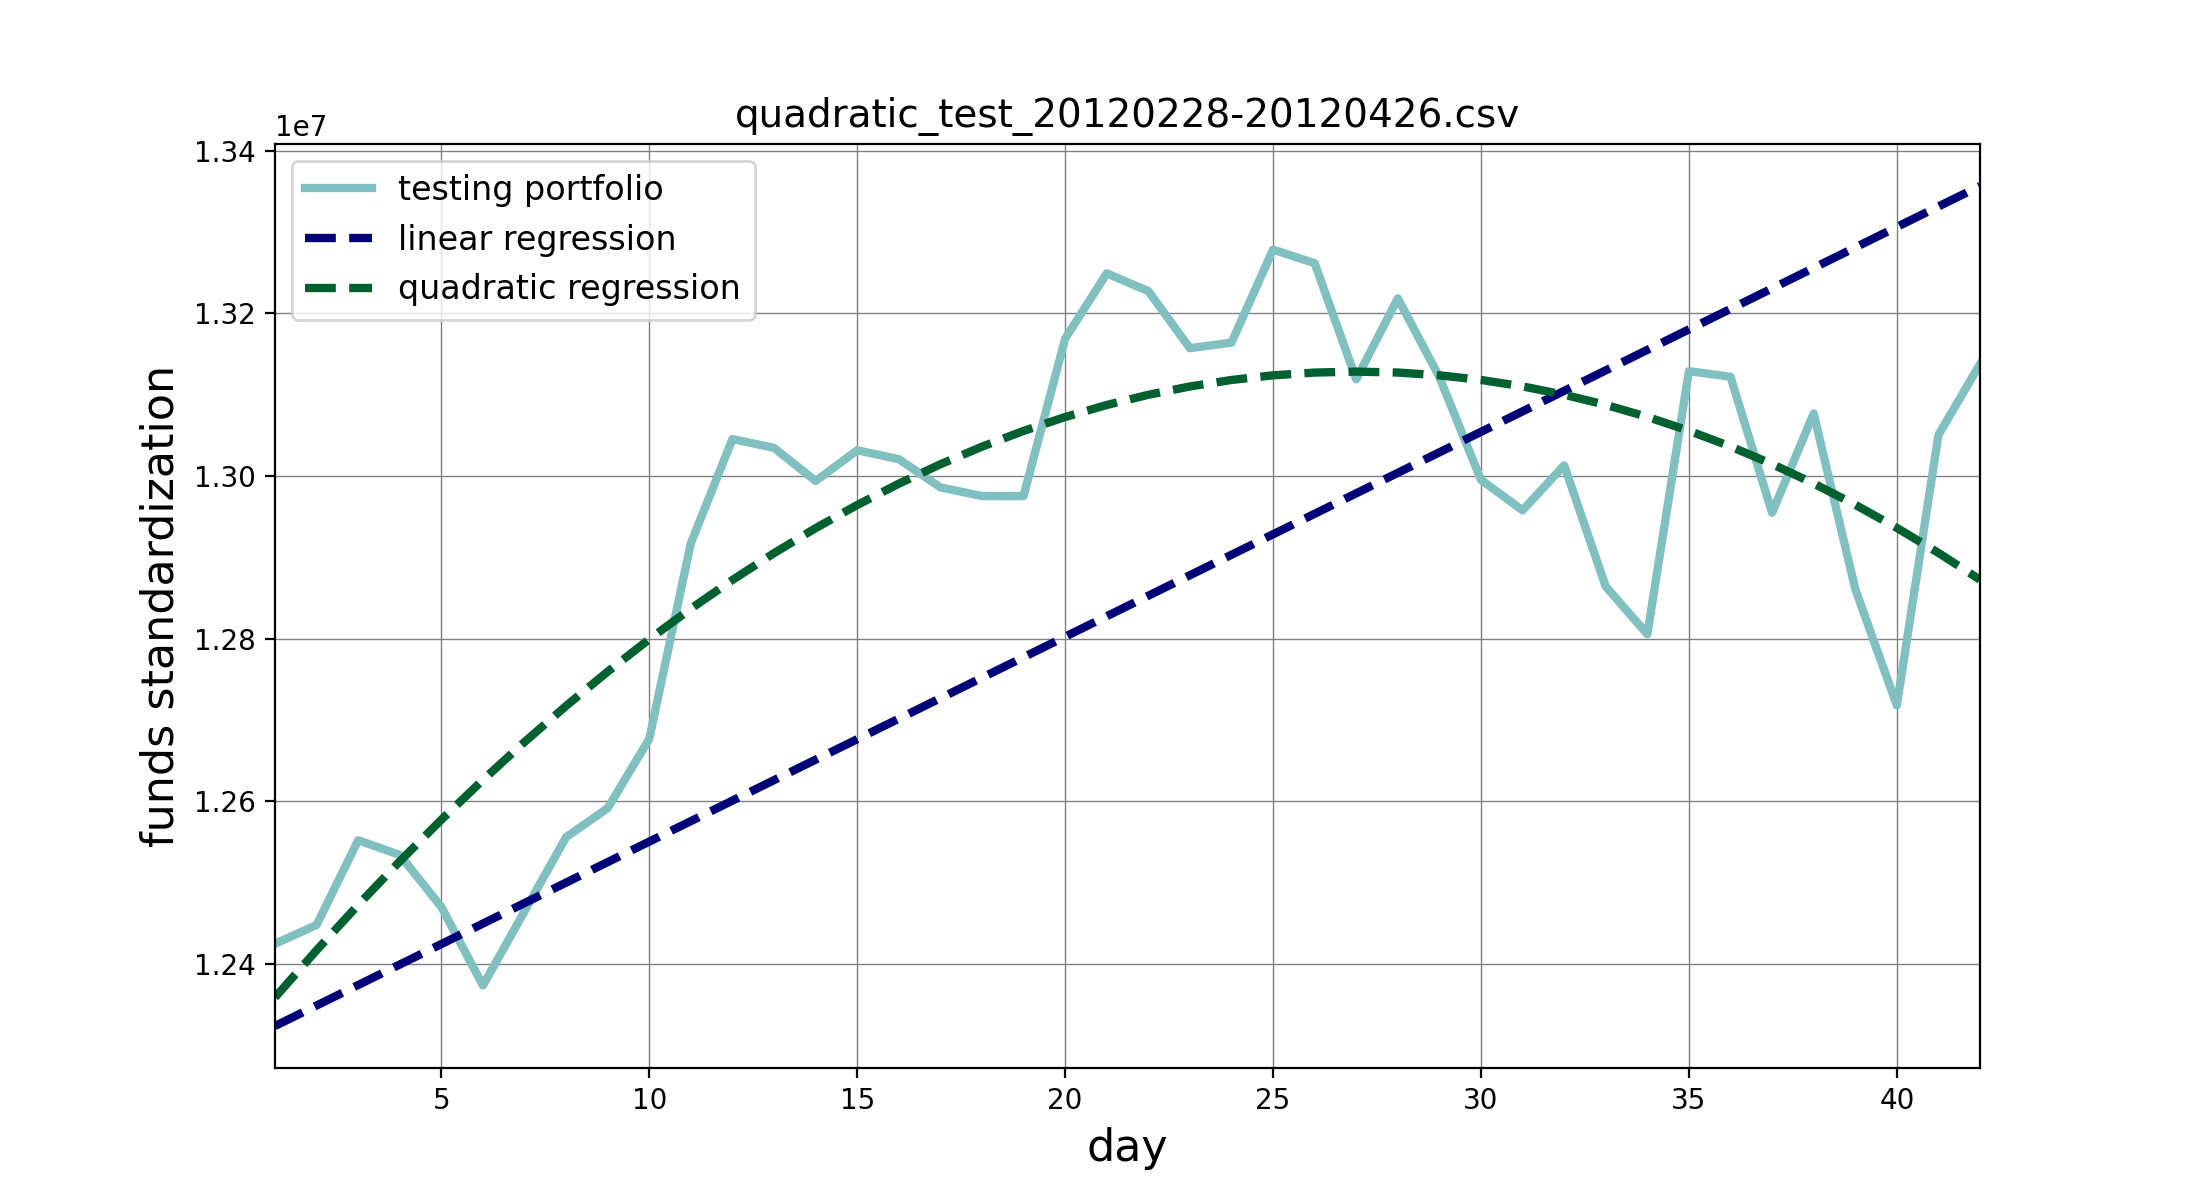 quadratic_test_20120228-20120426.csv
1e7
testing portfolio
linear regression
quadratic regression
1.34
1.32
1.30
1.28
1.26
1.24
funds standardization
5 10 15 20 25 30 35 40
day